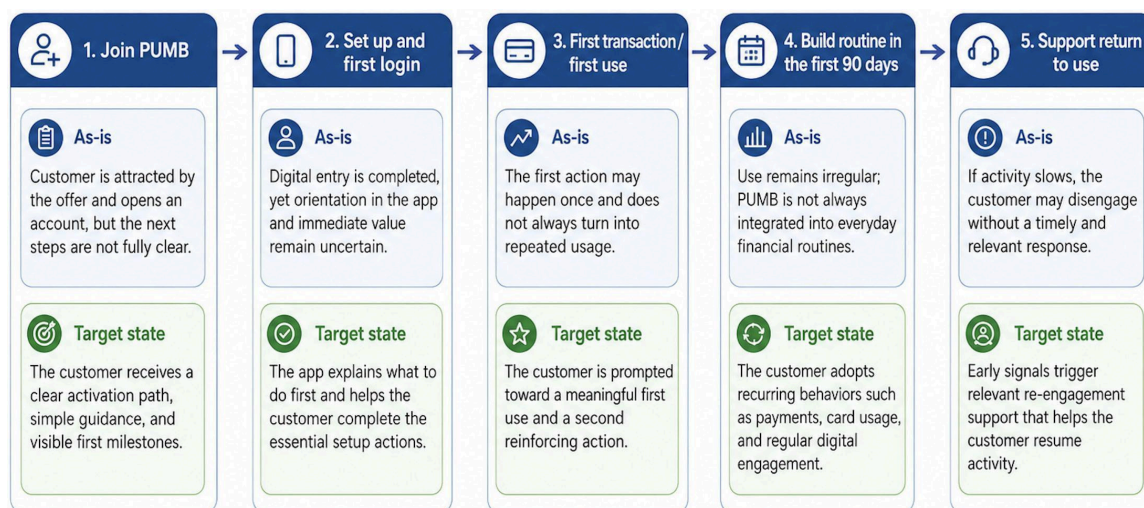 1. Join PUMB
As-is
Customer is attracted by
the offer and opens an
account, but the next
steps are not fully clear.
Target state
The customer receives a
clear activation path,
simple guidance, and
visible first milestones.
2. Set up and
first login
As-is
Digital entry is completed,
yet orientation in the app
and immediate value
remain uncertain.
Target state
The app explains what to
do first and helps the
customer complete the
essential setup actions.
3. First transaction/
first use
As-is
The first action may
happen once and does
not always turn into
repeated usage.
Target state
The customer is prompted
toward a meaningful first
use and a second
reinforcing action.
4. Build routine in
the first 90 days
As-is
Use remains irregular;
PUMB is not always
integrated into everyday
financial routines.
Target state
The customer adopts
recurring behaviors such
as payments, card usage,
and regular digital
engagement.
5. Support return
to use
As-is
If activity slows, the
customer may disengage
without a timely and
relevant response.
Target state
Early signals trigger
relevant re-engagement
support that helps the
customer resume
activity.